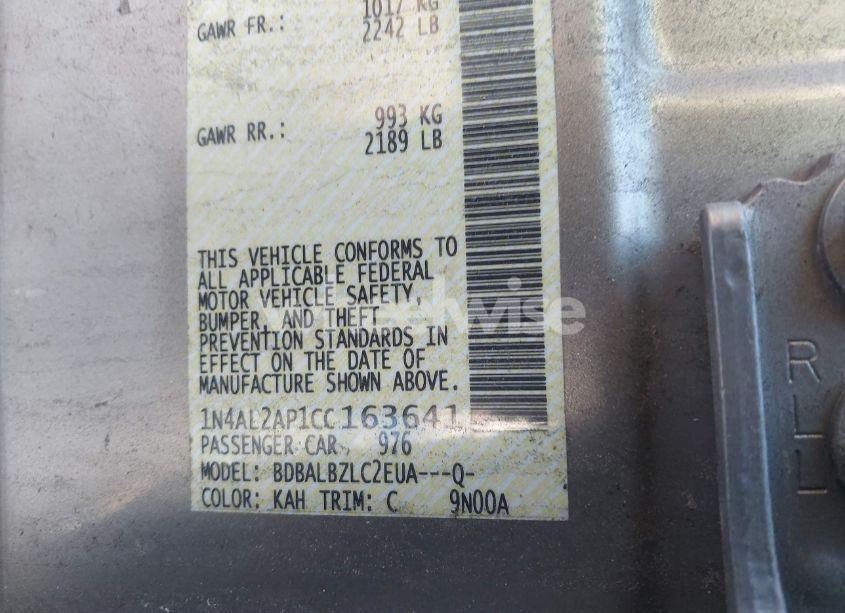 GAWR FR.: 1017 KG
2242 LB
GAWR RR.: 993 KG
2189 LB
THIS VEHICLE CONFORMS TO
ALL APPLICABLE FEDERAL
MOTOR VEHICLE SAFETY,
BUMPER, AND THEFT
PREVENTION STANDARDS IN
EFFECT ON THE DATE OF
MANUFACTURE SHOWN ABOVE.
1N4AL2AP1CC163641
PASSENGER CAR, 976
MODEL: BDBALBZLC2EUA---Q-
COLOR: KAH TRIM: C 9N00A
RLL